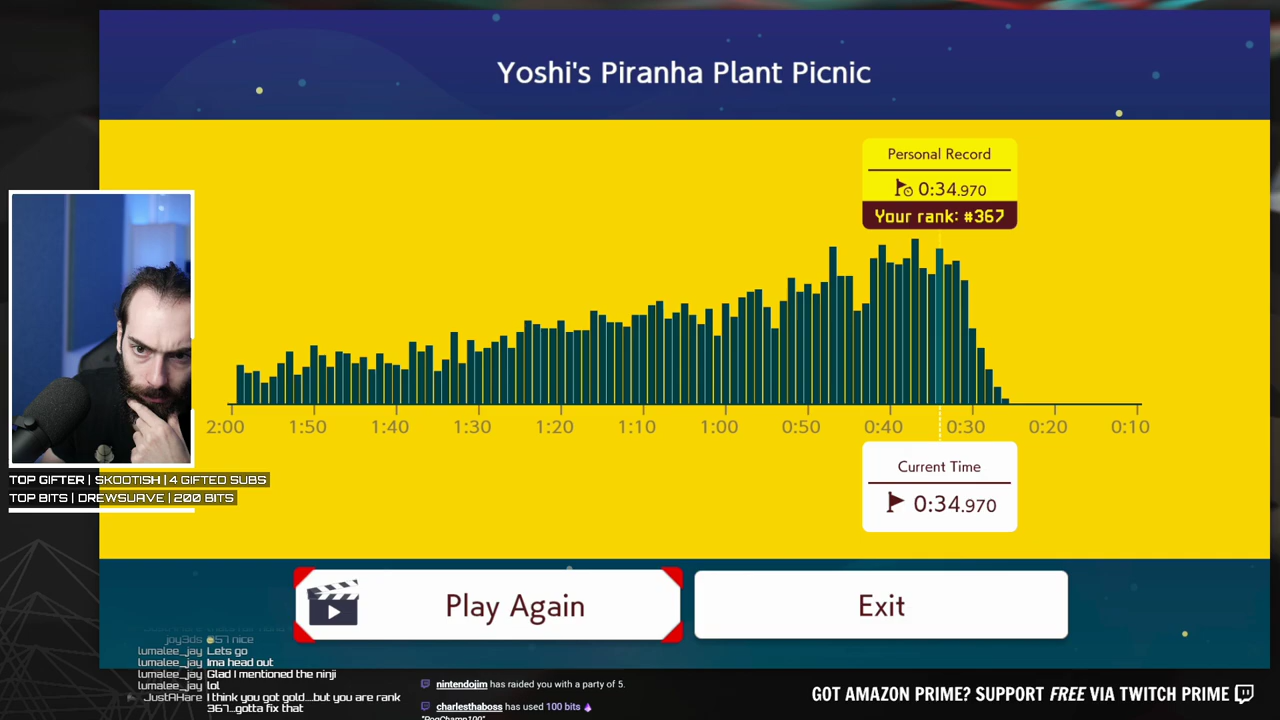 Yoshi's Piranha Plant Picnic
Personal Record
0:34.970
Your rank: #367
2:00 1:50 1:40 1:30 1:20 1:10 1:00 0:50 0:40 0:30 0:20 0:10
Current Time
0:34.970
TOP GIFTER | SKOOTISH | 4 GIFTED SUBS
TOP BITS | DREWSUAVE | 200 BITS
Play Again
Exit
joy3ds 367 nice
lumalee_jay Lets go
lumalee_jay Ima head out
lumalee_jay Glad I mentioned the ninji
lumalee_jay lol
JustAHare I think you got gold...but you are rank
367...gotta fix that
nintendojim has raided you with a party of 5.
charlesthaboss has used 100 bits
"PogChamp100"
GOT AMAZON PRIME? SUPPORT FREE VIA TWITCH PRIME